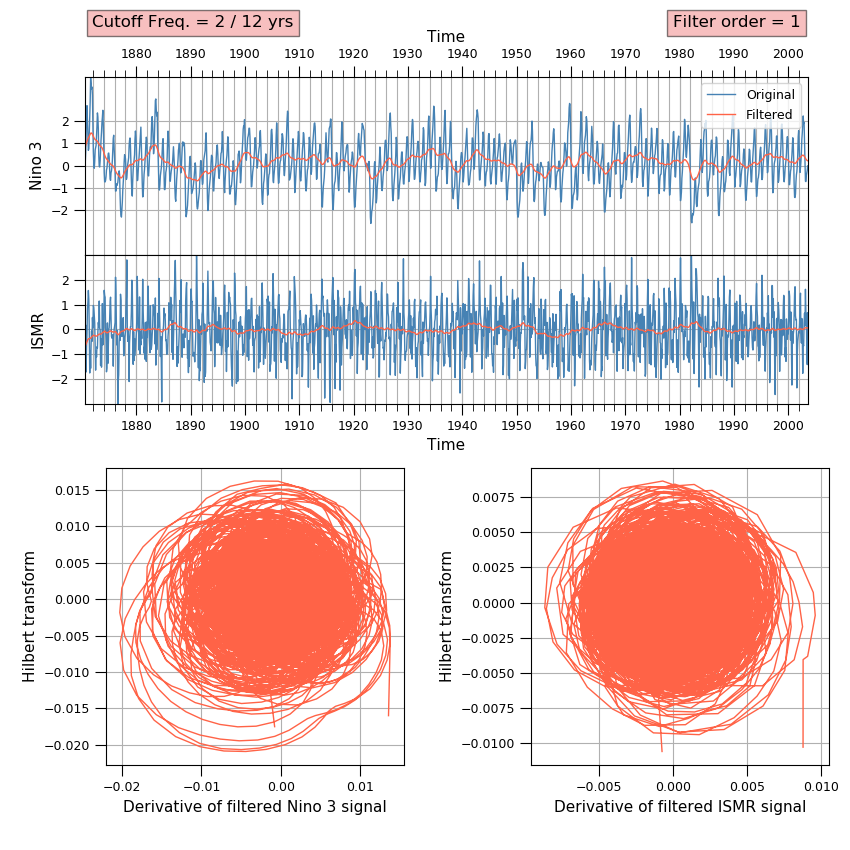 Cutoff Freq. = 2 / 12 yrs
Filter order = 1
Time
1880 1890 1900 1910 1920 1930 1940 1950 1960 1970 1980 1990 2000
Original
Filtered
Nino 3
2
1
0
−1
−2
ISMR
2
1
0
−1
−2
1880 1890 1900 1910 1920 1930 1940 1950 1960 1970 1980 1990 2000
Time
Hilbert transform
0.015
0.010
0.005
0.000
−0.005
−0.010
−0.015
−0.020
−0.02 −0.01 0.00 0.01
Derivative of filtered Nino 3 signal
Hilbert transform
0.0075
0.0050
0.0025
0.0000
−0.0025
−0.0050
−0.0075
−0.0100
−0.005 0.000 0.005 0.010
Derivative of filtered ISMR signal